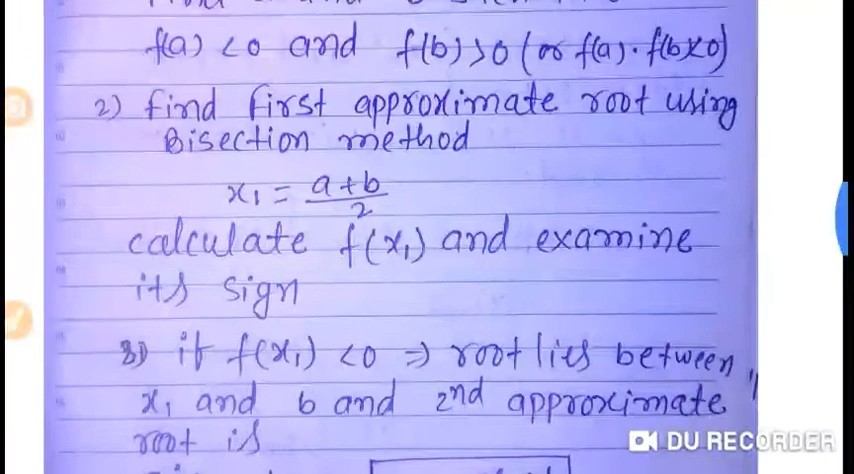 f(a) <0 and f(b)>0 (or f(a).f(b)<0)
2) find first approximate root using
Bisection method
x₁ = a+b
2
calculate f(x₁) and examine
its sign
3) if f(x₁) <0 ⇒ root lies between
x₁ and b and 2nd approximate
root is
DU RECORDER